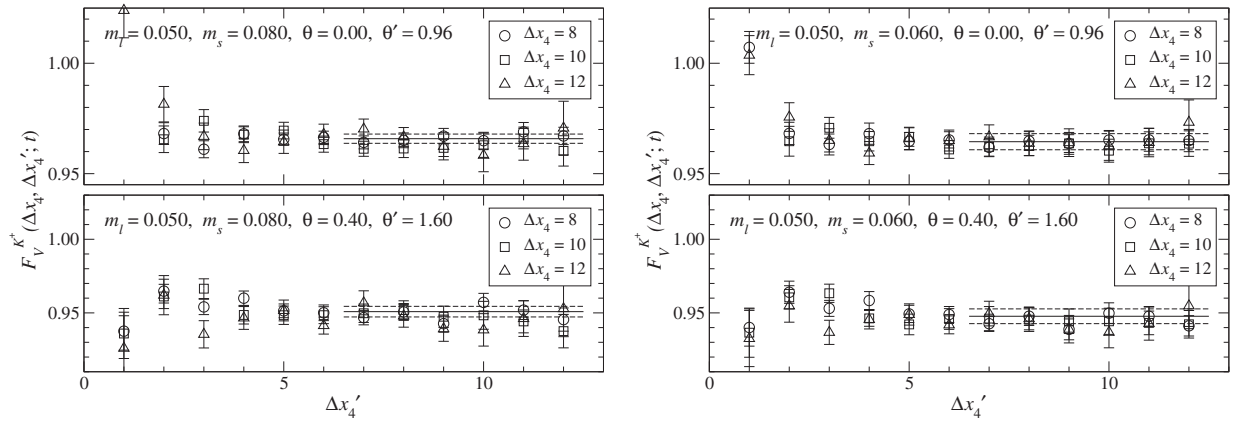 m_l = 0.050, m_s = 0.080, θ = 0.00, θ′ = 0.96
Δx_4 = 8
Δx_4 = 10
Δx_4 = 12
1.00
0.95
m_l = 0.050, m_s = 0.080, θ = 0.40, θ′ = 1.60
Δx_4 = 8
Δx_4 = 10
Δx_4 = 12
1.00
0.95
F_V^{K^+}(Δx_4, Δx_4′; t)
0
5
10
Δx_4′
m_l = 0.050, m_s = 0.060, θ = 0.00, θ′ = 0.96
Δx_4 = 8
Δx_4 = 10
Δx_4 = 12
1.00
0.95
m_l = 0.050, m_s = 0.060, θ = 0.40, θ′ = 1.60
Δx_4 = 8
Δx_4 = 10
Δx_4 = 12
1.00
0.95
F_V^{K^+}(Δx_4, Δx_4′; t)
0
5
10
Δx_4′